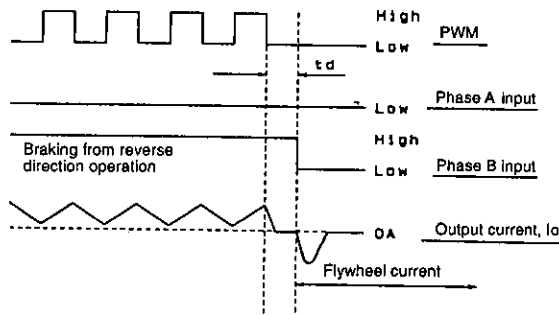 High
Low PWM
td
Low Phase A input
High
Braking from reverse
direction operation
Low Phase B input
0A Output current, Io
Flywheel current